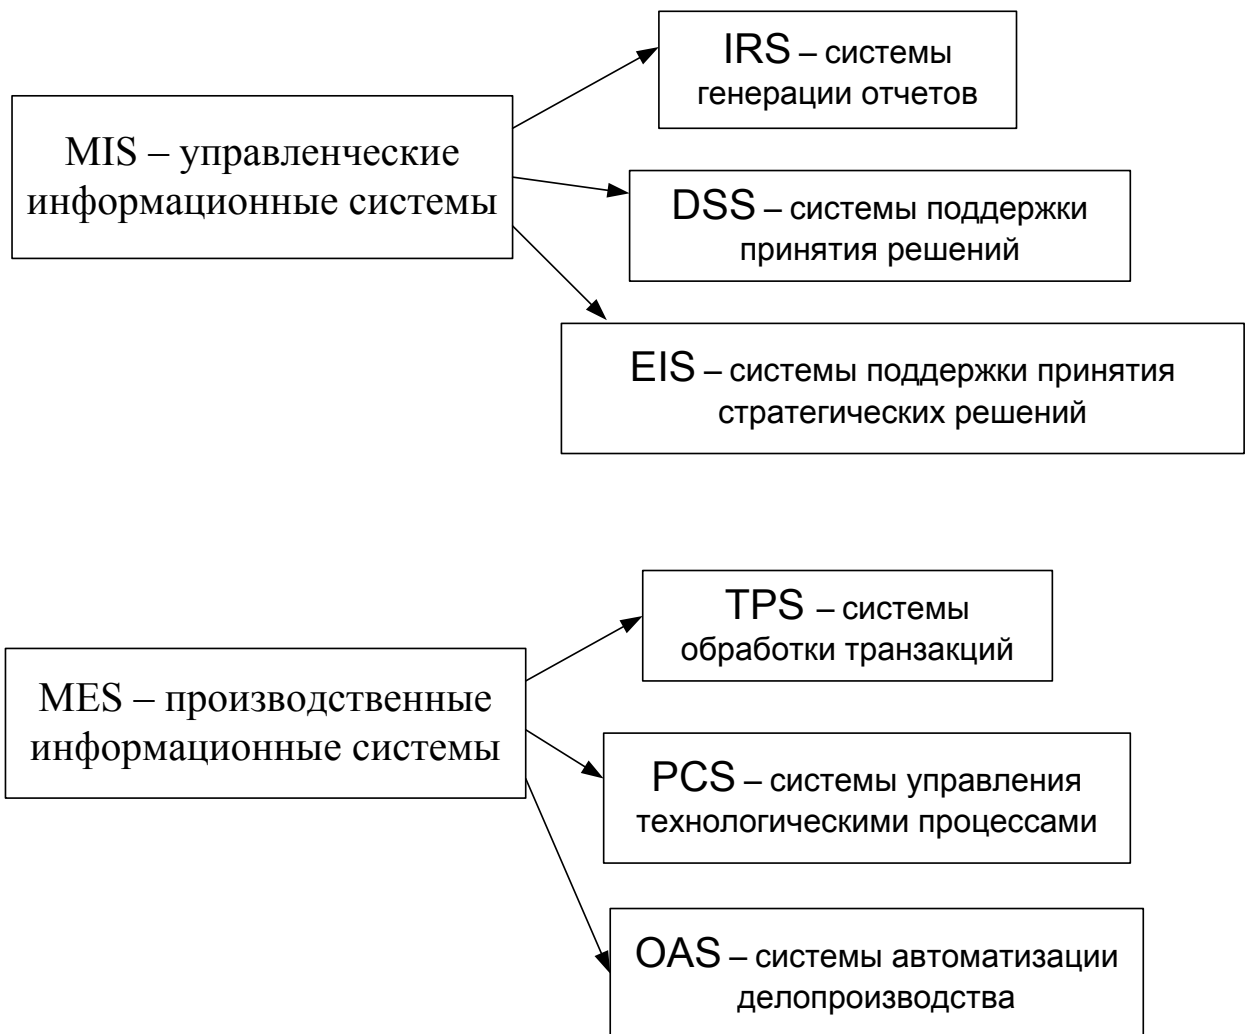 IRS – системы
генерации отчетов
MIS – управленческие
информационные системы
DSS – системы поддержки
принятия решений
EIS – системы поддержки принятия
стратегических решений
TPS – системы
обработки транзакций
MES – производственные
информационные системы
PCS – системы управления
технологическими процессами
OAS – системы автоматизации
делопроизводства